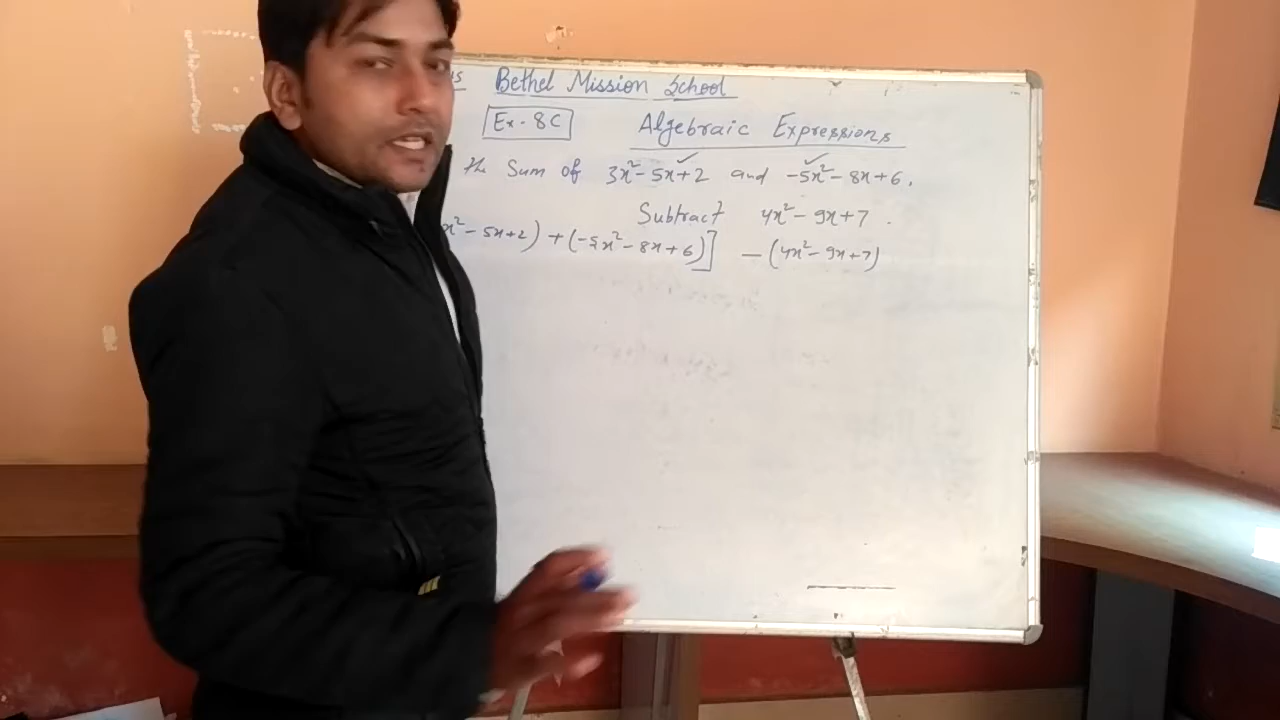 us Bethel Mission School
Ex-8C Algebraic Expressions
the Sum of 3x²-5x+2 and -5x²-8x+6.
Subtract 4x²-9x+7.
x²-5x+2) + (-5x²-8x+6)] - (4x²-9x+7)